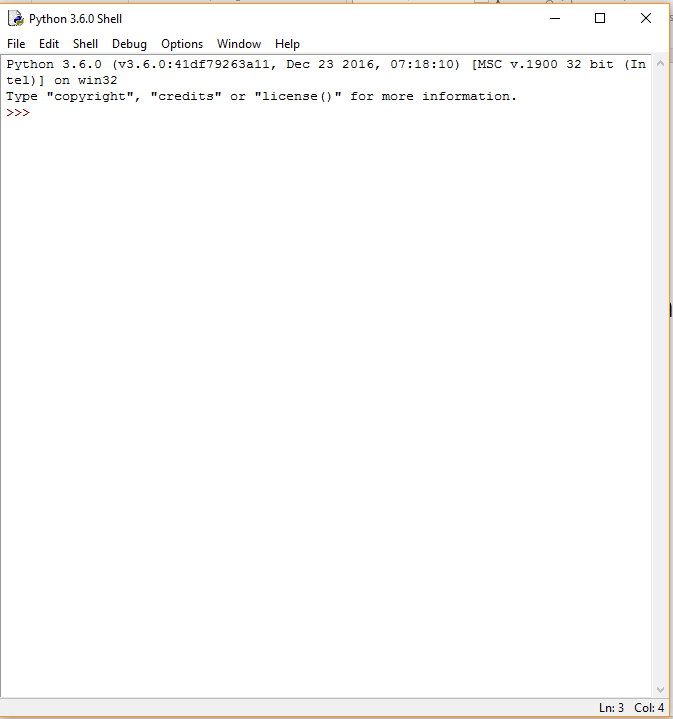 Python 3.6.0 Shell
File Edit Shell Debug Options Window Help
Python 3.6.0 (v3.6.0:41df79263a11, Dec 23 2016, 07:18:10) [MSC v.1900 32 bit (In
tel)] on win32
Type "copyright", "credits" or "license()" for more information.
>>>
Ln: 3 Col: 4